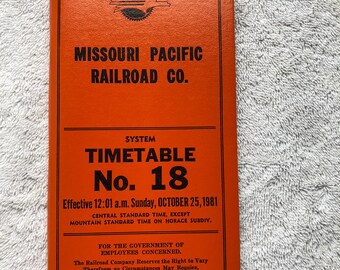 MISSOURI PACIFIC
RAILROAD CO.
SYSTEM
TIMETABLE
No. 18
Effective 12:01 a.m. Sunday, OCTOBER 25, 1981
CENTRAL STANDARD TIME, EXCEPT
MOUNTAIN STANDARD TIME ON HORACE SUBDIV.
FOR THE GOVERNMENT OF
EMPLOYEES CONCERNED.
The Railroad Company Reserves the Right to Vary
Therefrom as Circumstances May Require.